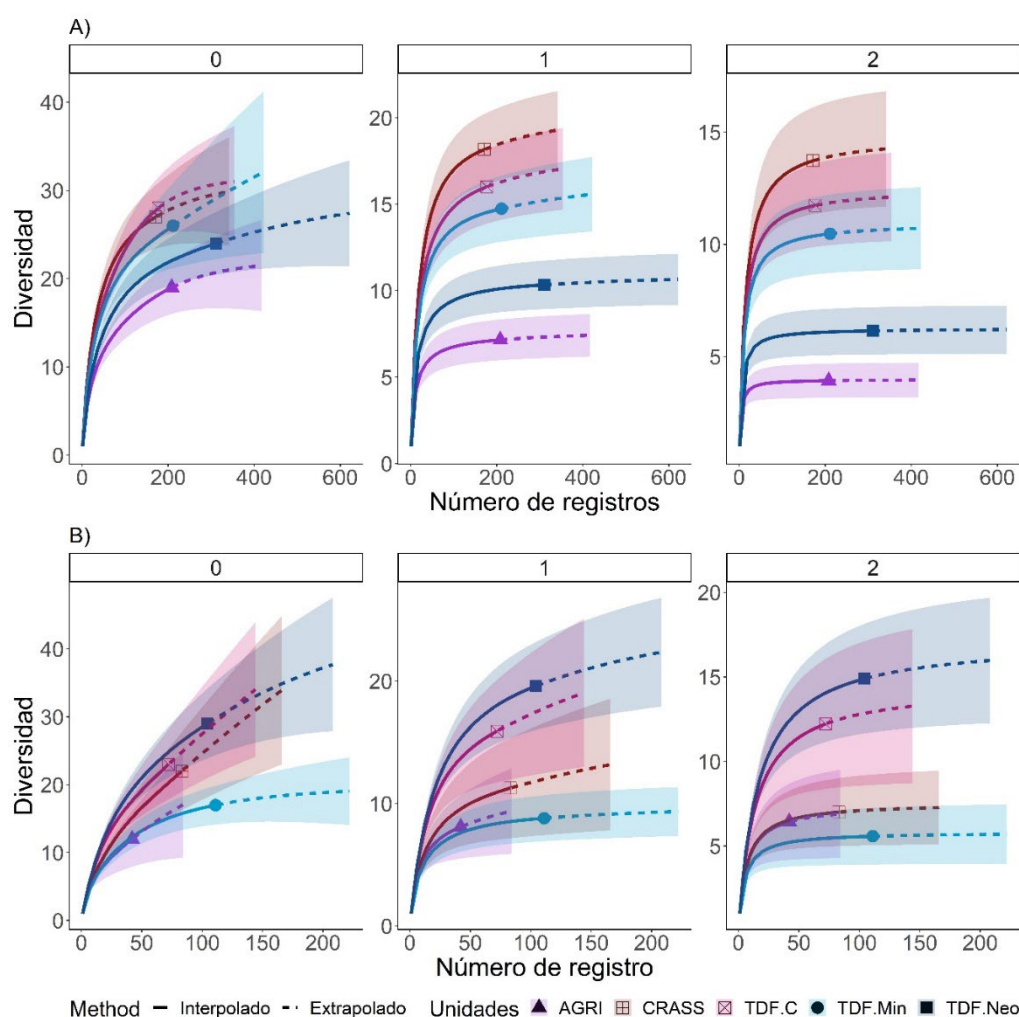 A)
0 1 2
40
30
20
10
0
20
15
10
5
0
15
10
5
0 200 400 600 0 200 400 600 0 200 400 600
Diversidad
Número de registros
B)
0 1 2
40
30
20
10
0
20
10
0
20
15
10
5
0 50 100 150 200 0 50 100 150 200 0 50 100 150 200
Diversidad
Número de registro
Method Interpolado Extrapolado Unidades AGRI CRASS TDF.C TDF.Min TDF.Neo